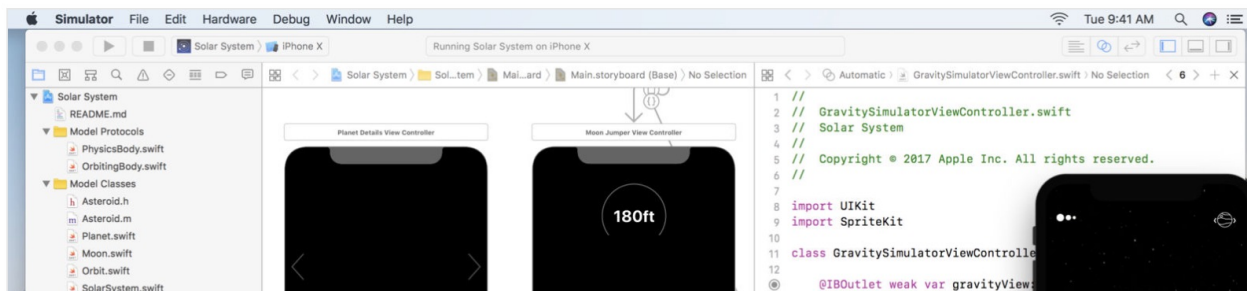 Simulator File Edit Hardware Debug Window Help Tue 9:41 AM
Solar System iPhone X Running Solar System on iPhone X
Solar System Sol...tem Mai...ard Main.storyboard (Base) No Selection Automatic GravitySimulatorViewController.swift No Selection 6
Solar System
README.md
Model Protocols
PhysicsBody.swift
OrbitingBody.swift
Model Classes
h Asteroid.h
m Asteroid.m
Planet.swift
Moon.swift
Orbit.swift
SolarSystem.swift
Planet Details View Controller
Moon Jumper View Controller
180ft
1 //
2 // GravitySimulatorViewController.swift
3 // Solar System
4 //
5 // Copyright © 2017 Apple Inc. All rights reserved.
6 //
7
8 import UIKit
9 import SpriteKit
10
11 class GravitySimulatorViewControlle
12
@IBOutlet weak var gravityView: